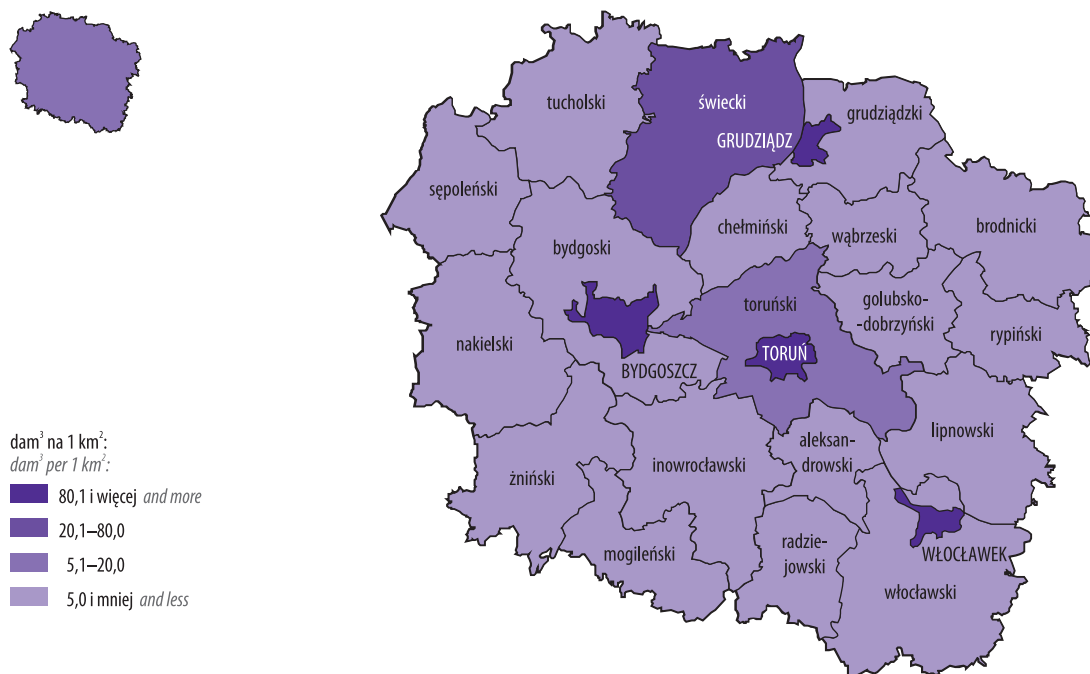 tucholski
świecki
grudziądzki
GRUDZIĄDZ
sępoleński
bydgoski
chełmiński
wąbrzeski
brodnicki
toruński
golubsko-
-dobrzyński
rypiński
nakielski
TORUŃ
BYDGOSZCZ
lipnowski
aleksan-
drowski
inowrocławski
żniński
mogileński
radzie-
jowski
WŁOCŁAWEK
włocławski
dam³ na 1 km²:
dam³ per 1 km²:
80,1 i więcej and more
20,1–80,0
5,1–20,0
5,0 i mniej and less